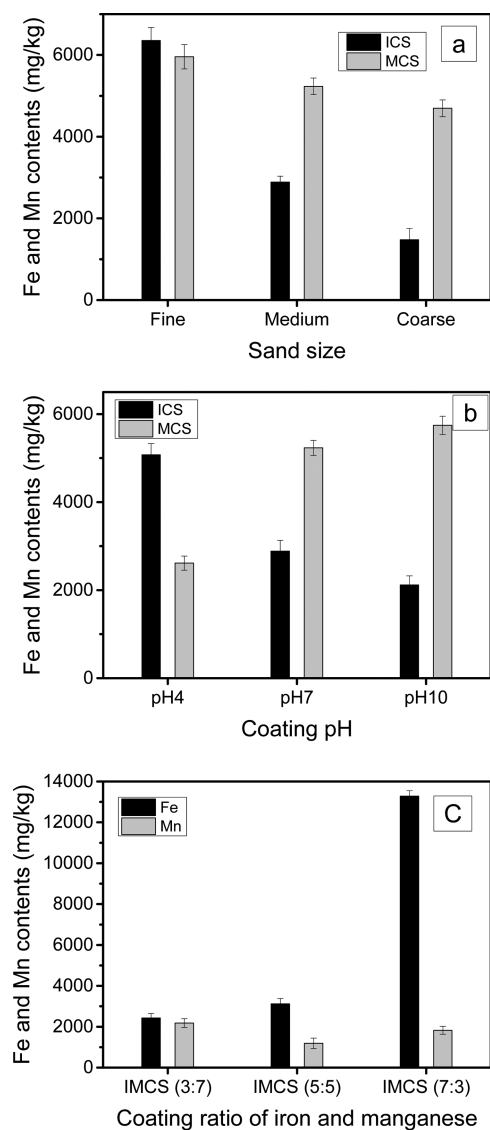 a
ICS
MCS
Fe and Mn contents (mg/kg)
6000
4000
2000
0
Fine Medium Coarse
Sand size
b
ICS
MCS
Fe and Mn contents (mg/kg)
6000
4000
2000
0
pH4 pH7 pH10
Coating pH
C
Fe
Mn
Fe and Mn contents (mg/kg)
14000
12000
10000
8000
6000
4000
2000
0
IMCS (3:7) IMCS (5:5) IMCS (7:3)
Coating ratio of iron and manganese